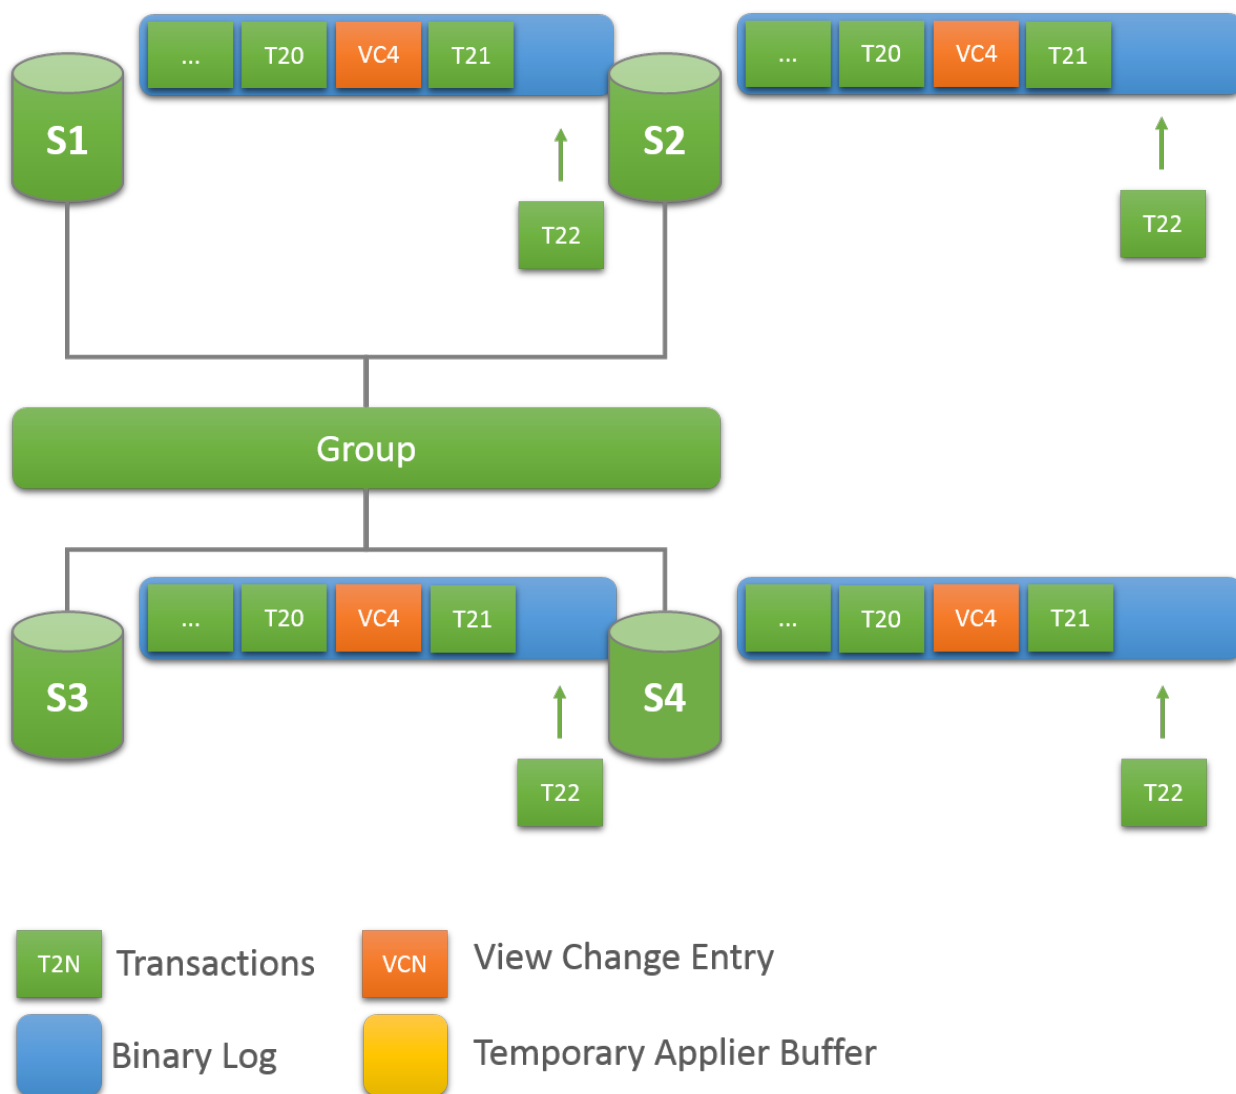 ... T20 VC4 T21
... T20 VC4 T21
S1
S2
T22
T22
Group
... T20 VC4 T21
... T20 VC4 T21
S3
S4
T22
T22
T2N Transactions
VCN View Change Entry
Binary Log
Temporary Applier Buffer